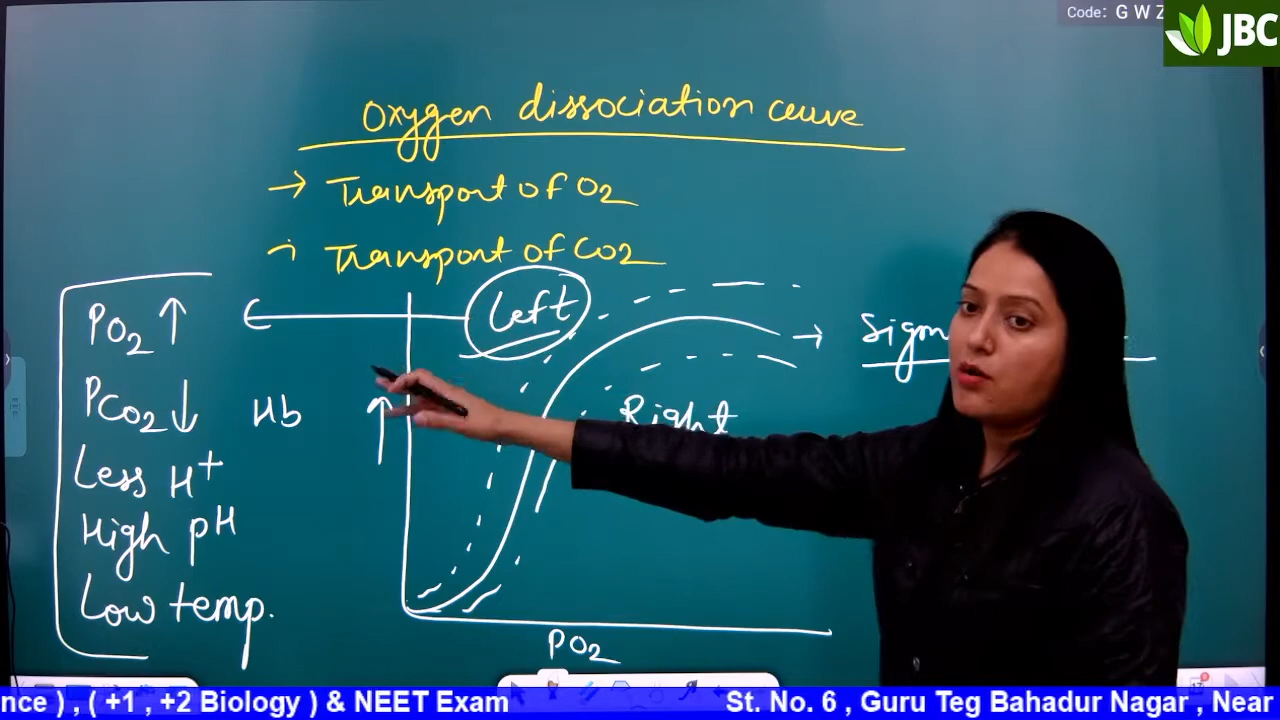 Code: G W Z
JBC
Oxygen dissociation curve
→ Transport of O2
Transport of CO2
PO2 ↑
Left
PCO2 ↓
Hb
↑
Right
Less H+
High pH
Low temp.
PO2
nce ) , ( +1 , +2 Biology ) & NEET Exam
St. No. 6 , Guru Teg Bahadur Nagar , Near